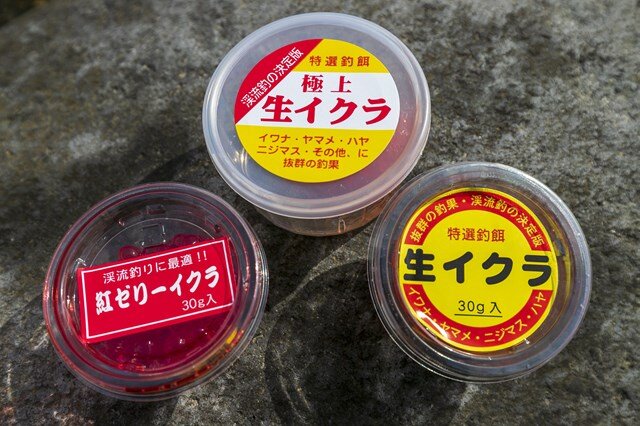 渓流釣の決定版
特選釣餌
極上
生イクラ
イワナ・ヤマメ・ハヤ
ニジマス・その他、に
抜群の釣果
渓流釣りに最適!!
紅ゼリーイクラ
30g入
抜群の釣果・渓流釣の決定版
特選釣餌
生イクラ
30g入
イワナ・ヤマメ・ニジマス・ハヤ